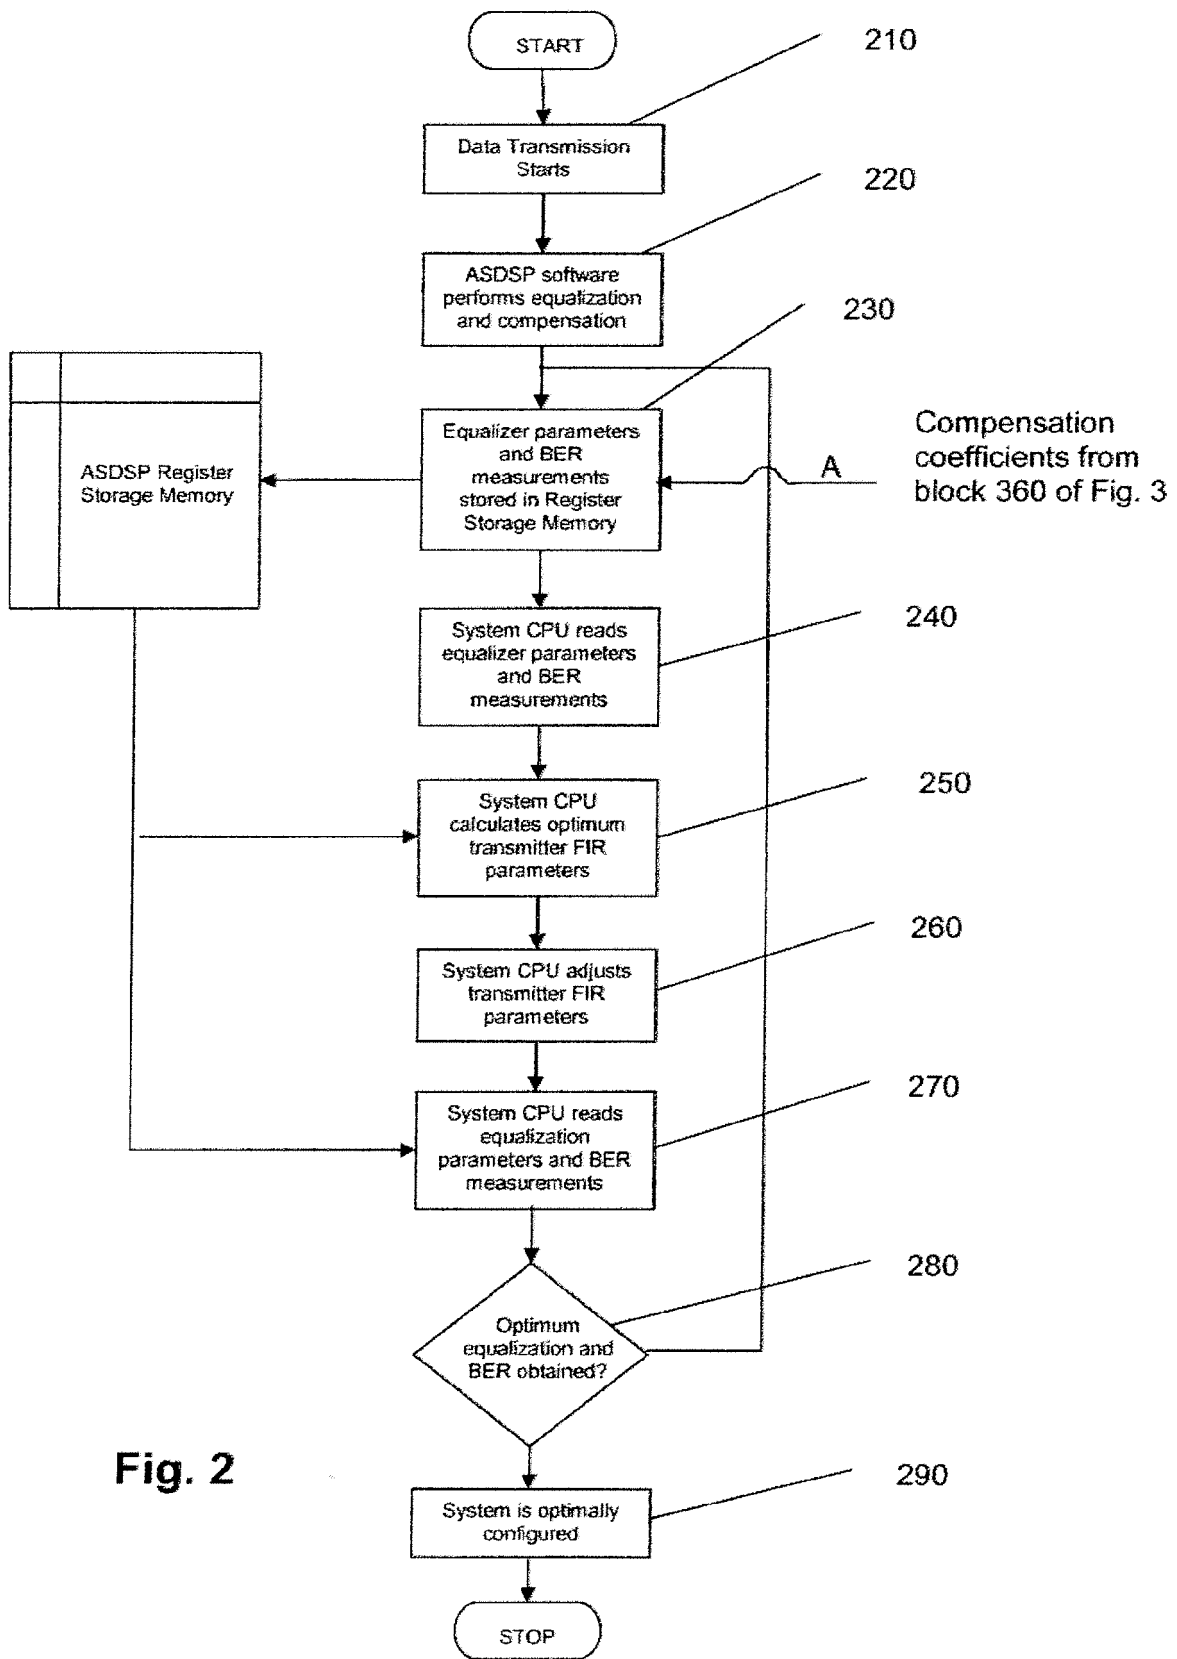 START
210
Data Transmission
Starts
220
ASDSP software
performs equalization
and compensation
230
ASDSP Register
Storage Memory
Equalizer parameters
and BER
measurements
stored in Register
Storage Memory
A
Compensation
coefficients from
block 360 of Fig. 3
System CPU reads
equalizer parameters
and BER
measurements
240
System CPU
calculates optimum
transmitter FIR
parameters
250
System CPU adjusts
transmitter FIR
parameters
260
System CPU reads
equalization
parameters and BER
measurements
270
Optimum
equalization and
BER obtained?
280
Fig. 2
System is optimally
configured
290
STOP